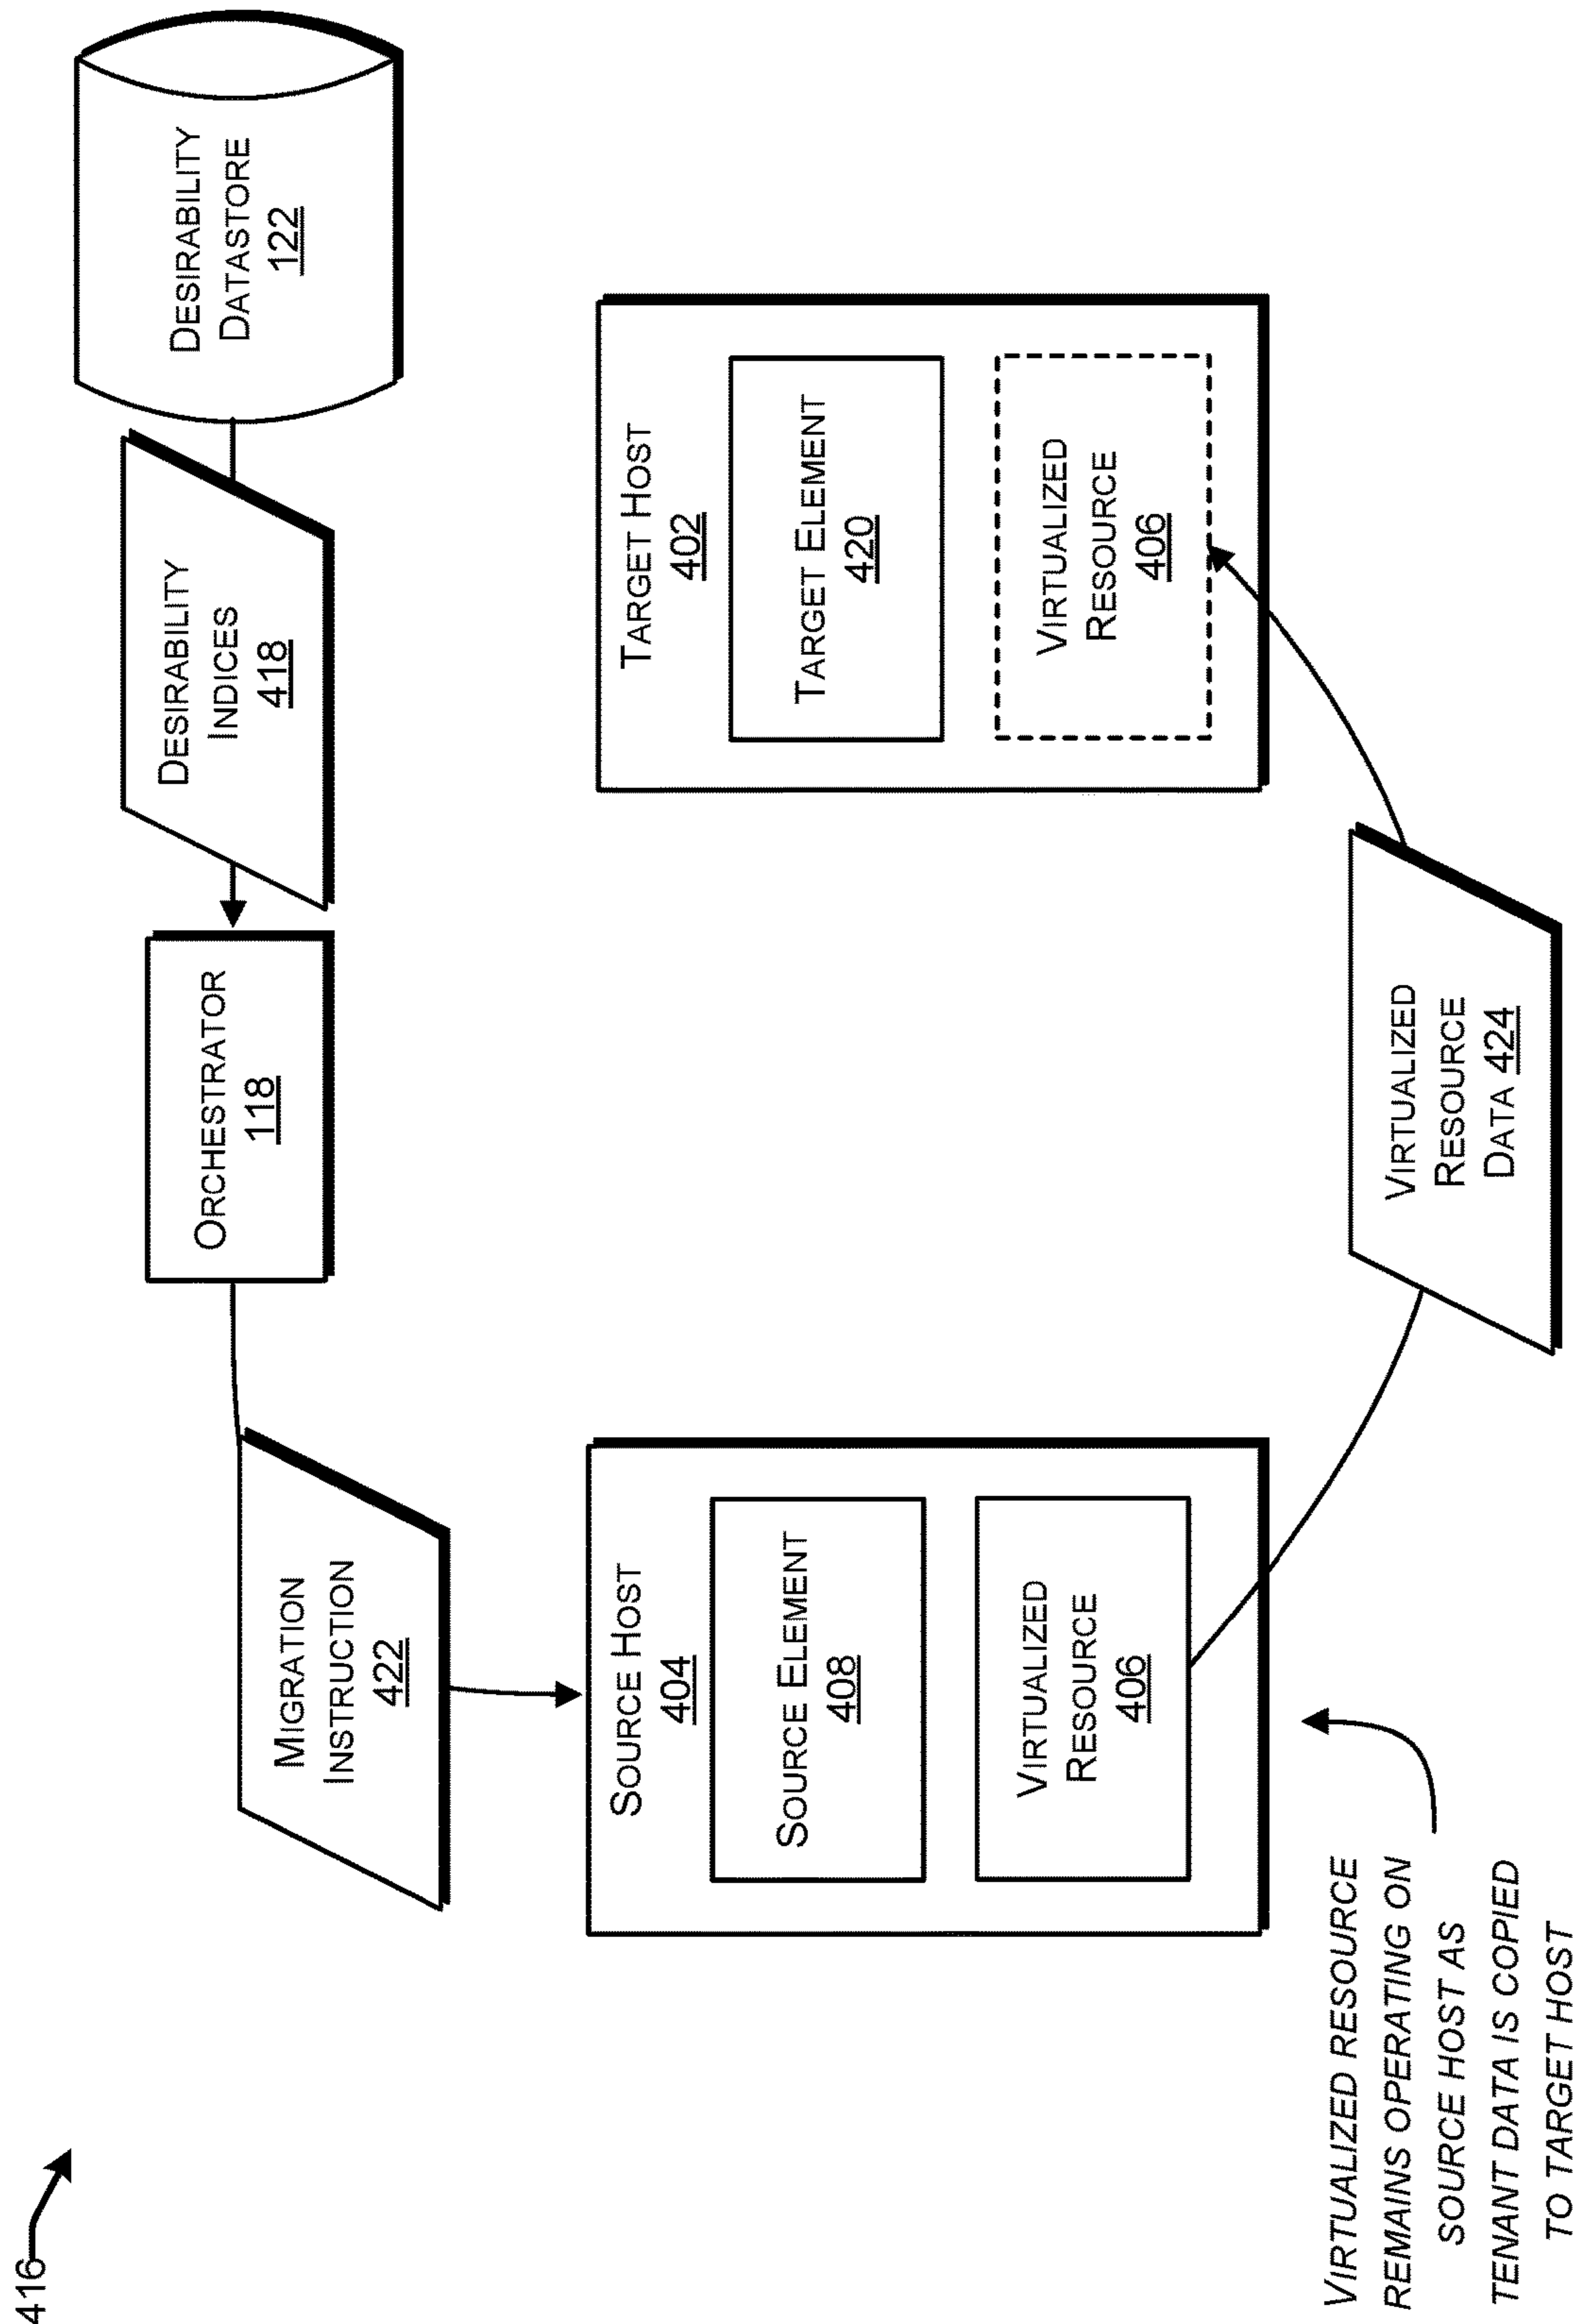 416
ORCHESTRATOR
118
DESIRABILITY
INDICES
418
DESIRABILITY
DATASTORE
122
MIGRATION
INSTRUCTION
422
SOURCE HOST
404
SOURCE ELEMENT
408
VIRTUALIZED
RESOURCE
406
TARGET HOST
402
TARGET ELEMENT
420
VIRTUALIZED
RESOURCE
406
VIRTUALIZED RESOURCE
REMAINS OPERATING ON
SOURCE HOST AS
TENANT DATA IS COPIED
TO TARGET HOST
VIRTUALIZED
RESOURCE
DATA 424